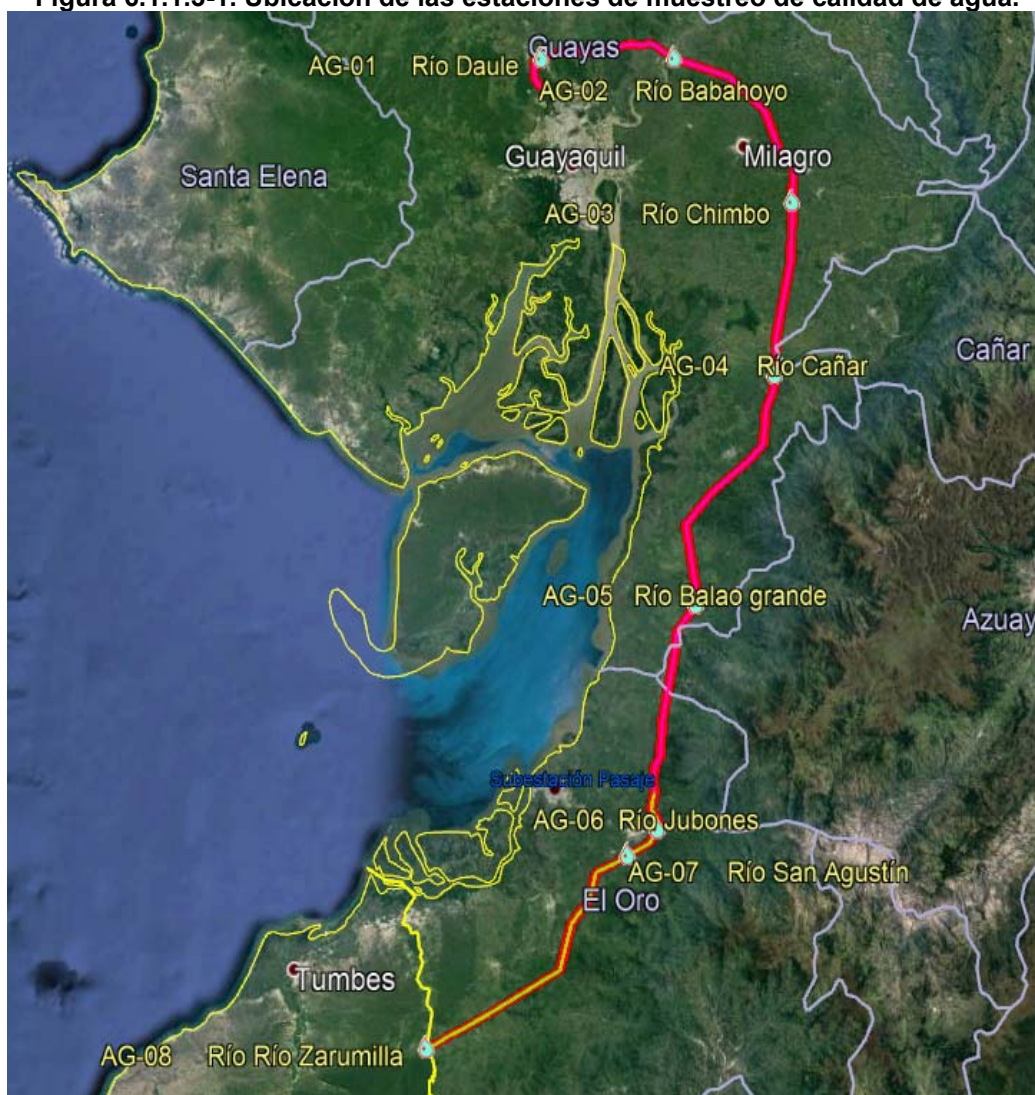 Figura 6.1.1.5-1. Ubicación de las estaciones de muestreo de calidad de agua.
Guayas
AG-01 Río Daule
AG-02 Río Babahoyo
Guayaquil
Milagro
Santa Elena
AG-03 Río Chimbo
Cañar
AG-04 Río Cañar
AG-05 Río Balao grande
Azuay
Subestación Pasaje
AG-06 Río Jubones
AG-07 Río San Agustín
El Oro
Tumbes
AG-08 Río Río Zarumilla